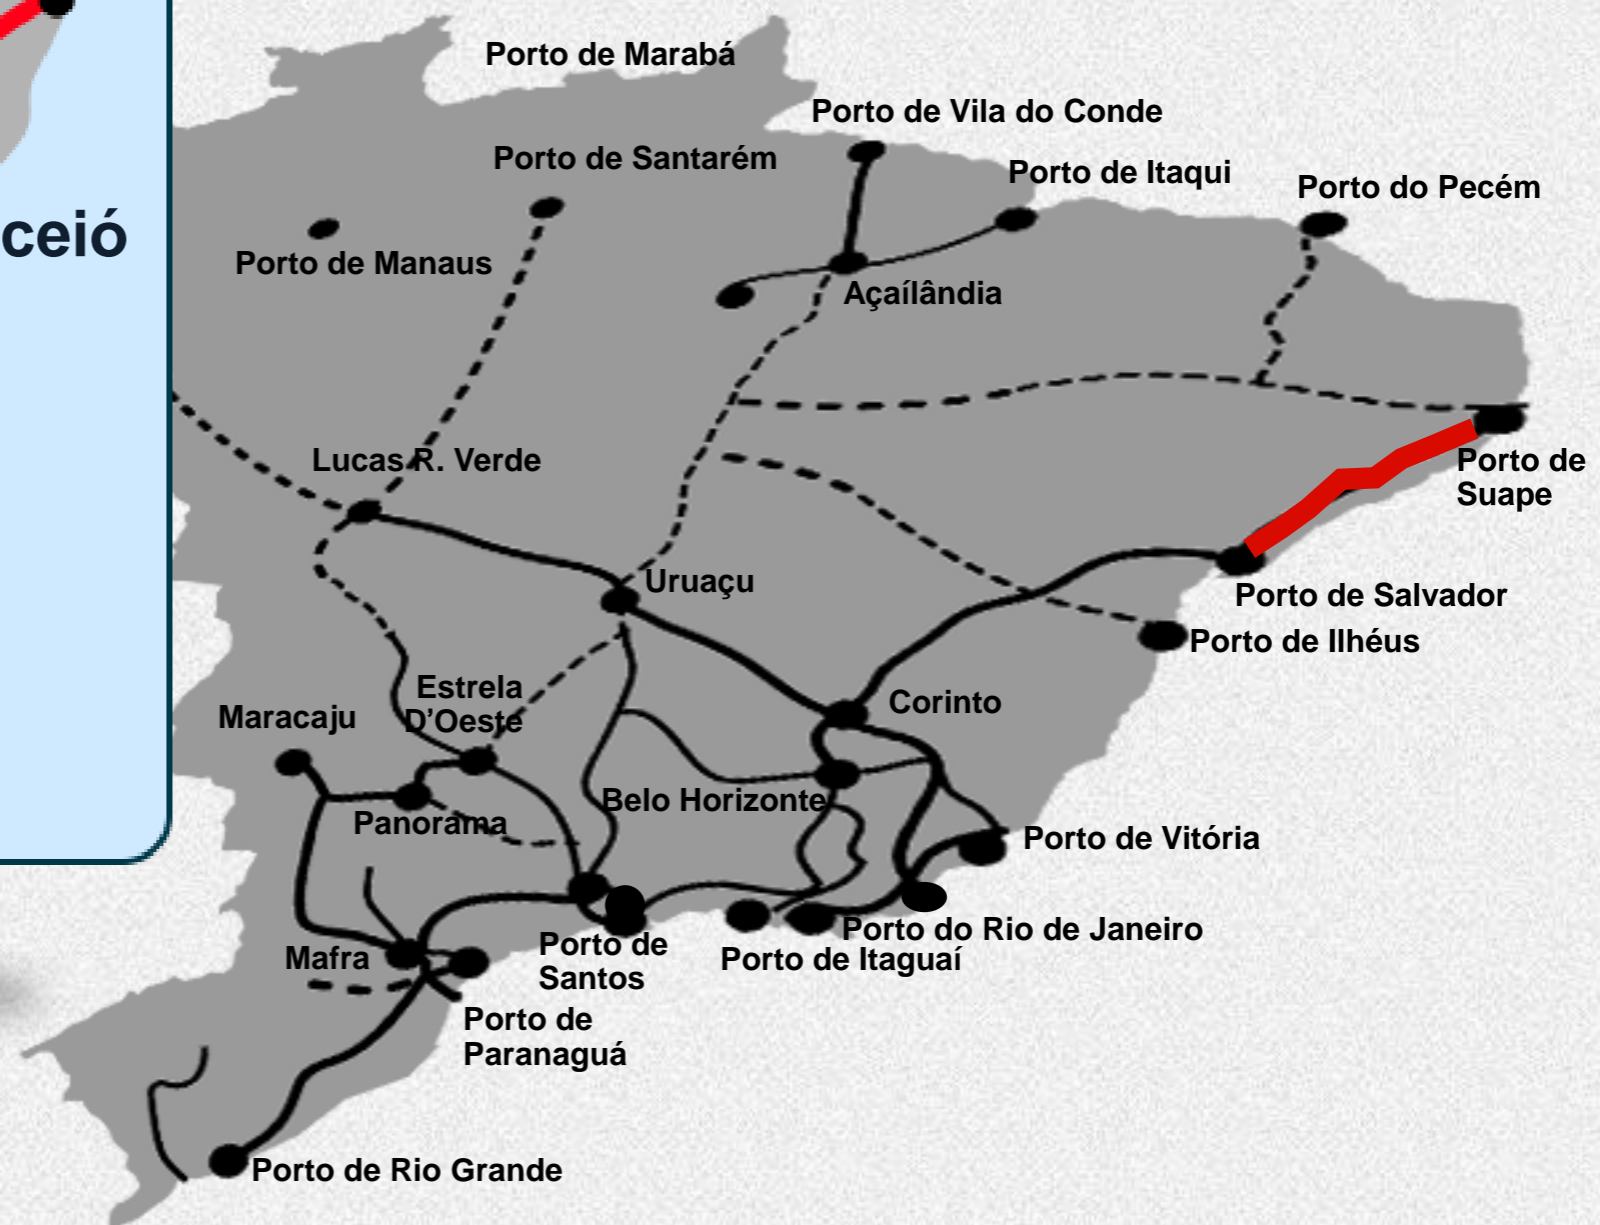 Porto de Marabá
Porto de Vila do Conde
Porto de Santarém
Porto de Itaqui
Porto do Pecém
ceió
Porto de Manaus
Açaílândia
Lucas R. Verde
Porto de
Suape
Uruaçu
Porto de Salvador
Porto de Ilhéus
Estrela
D’Oeste
Maracaju
Corinto
Belo Horizonte
Panorama
Porto de Vitória
Porto do Rio de Janeiro
Porto de Itaguaí
Porto de
Santos
Mafra
Porto de
Paranaguá
Porto de Rio Grande